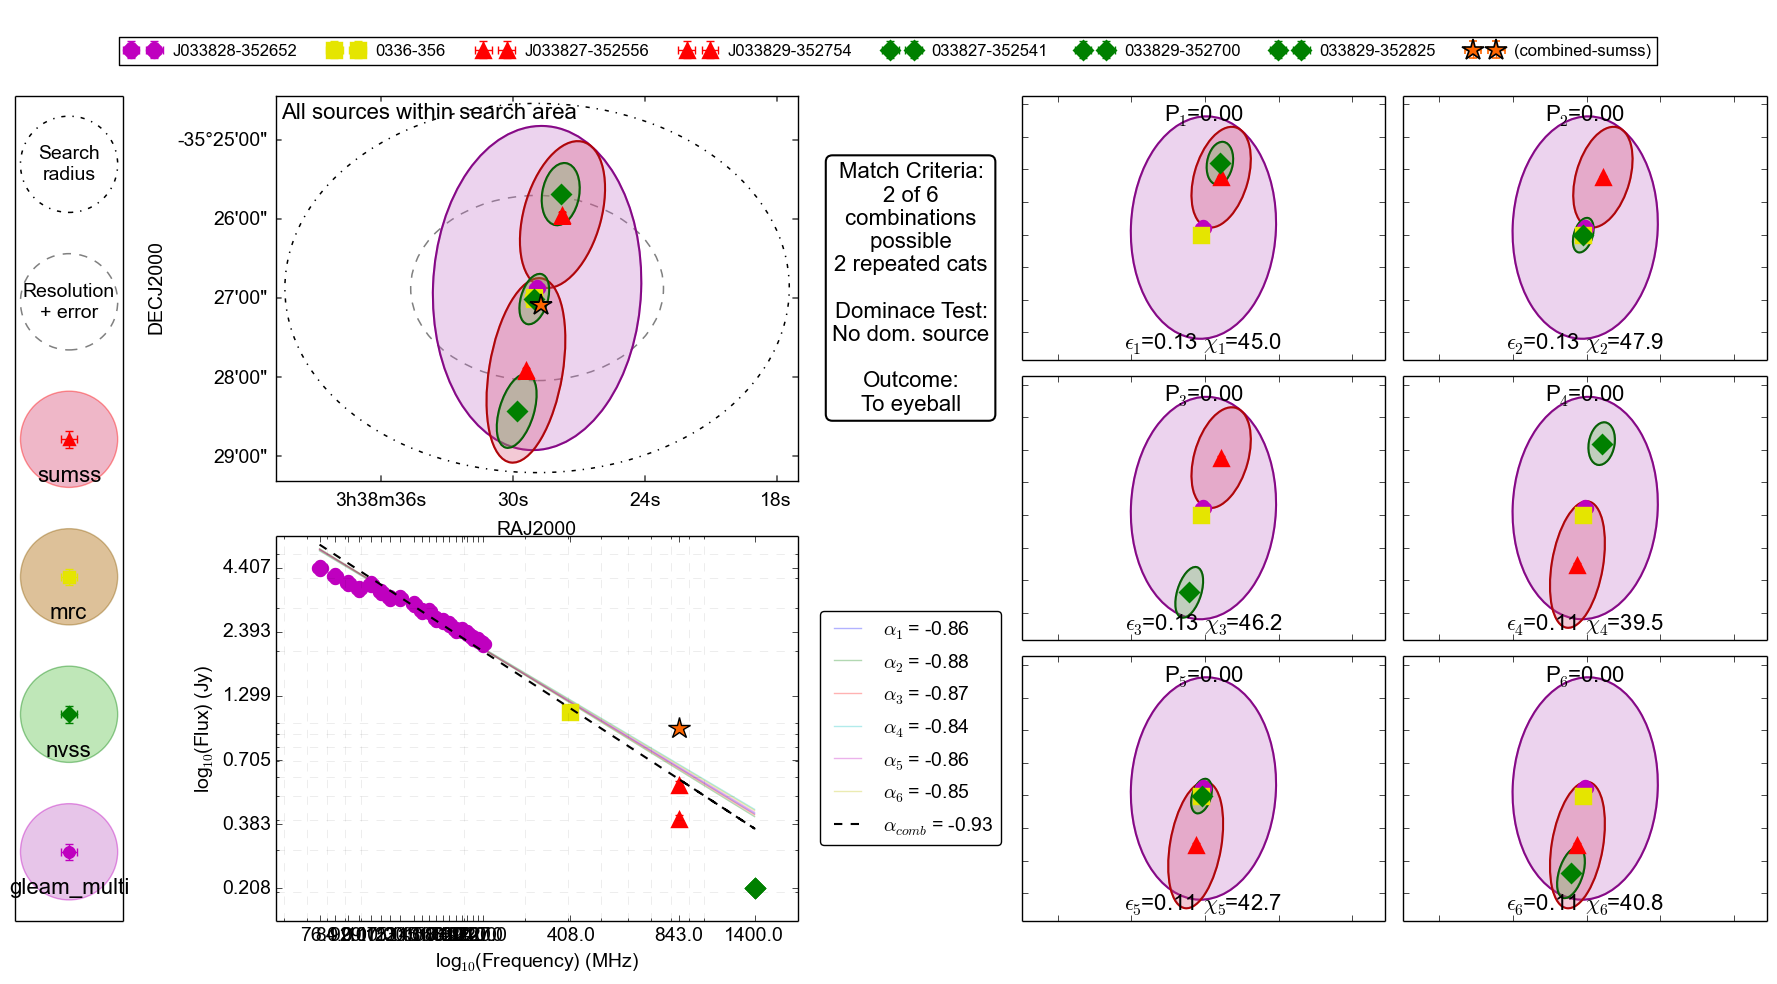 J033828-352652 0336-356 J033827-352556 J033829-352754 033827-352541 033829-352700 033829-352825 (combined-sumss)
Search
radius
Resolution
+ error
sumss
mrc
nvss
gleam_multi
All sources within search area
DECJ2000
-35°25'00"
26'00"
27'00"
28'00"
29'00"
3h38m36s 30s 24s 18s
RAJ2000
Match Criteria:
2 of 6
combinations
possible
2 repeated cats
Dominace Test:
No dom. source
Outcome:
To eyeball
log10(Flux) (Jy)
4.407
2.393
1.299
0.705
0.383
0.208
408.0 843.0 1400.0
log10(Frequency) (MHz)
α1 = -0.86
α2 = -0.88
α3 = -0.87
α4 = -0.84
α5 = -0.86
α6 = -0.85
αcomb = -0.93
P1=0.00
ϵ1=0.13 χ1=45.0
P2=0.00
ϵ2=0.13 χ2=47.9
P3=0.00
ϵ3=0.13 χ3=46.2
P4=0.00
ϵ4=0.11 χ4=39.5
P5=0.00
ϵ5=0.11 χ5=42.7
P6=0.00
ϵ6=0.11 χ6=40.8